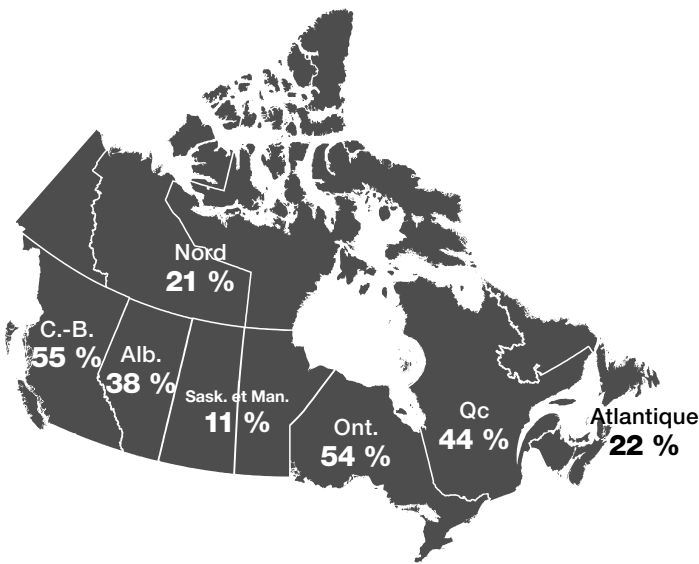 Nord
21 %
C.-B.
55 %
Alb.
38 %
Sask. et Man.
11 %
Ont.
54 %
Qc
44 %
Atlantique
22 %